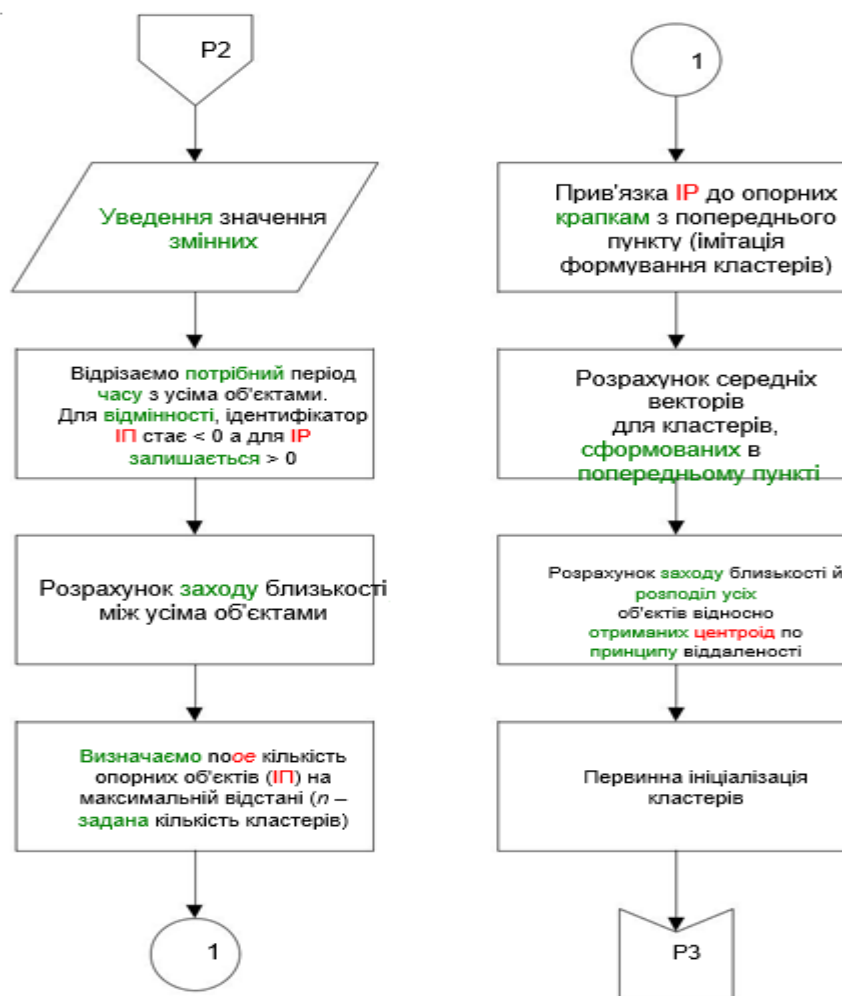 P2
Уведення значення
змінних
Відрізаємо потрібний період
часу з усіма об'єктами.
Для відмінності, ідентифікатор
ІП стає < 0 а для IP
залишається > 0
Розрахунок заходу близькості
між усіма об'єктами
Визначаємо пооe кількість
опорних об'єктів (ІП) на
максимальній відстані (n –
задана кількість кластерів)
1
1
Прив'язка IP до опорних
крапкам з попереднього
пункту (імітація
формування кластерів)
Розрахунок середніх
векторів
для кластерів,
сформованих в
попередньому пункті
Розрахунок заходу близькості й
розподіл усіх
об'єктів відносно
отриманих центроїд по
принципу віддаленості
Первинна ініціалізація
кластерів
P3